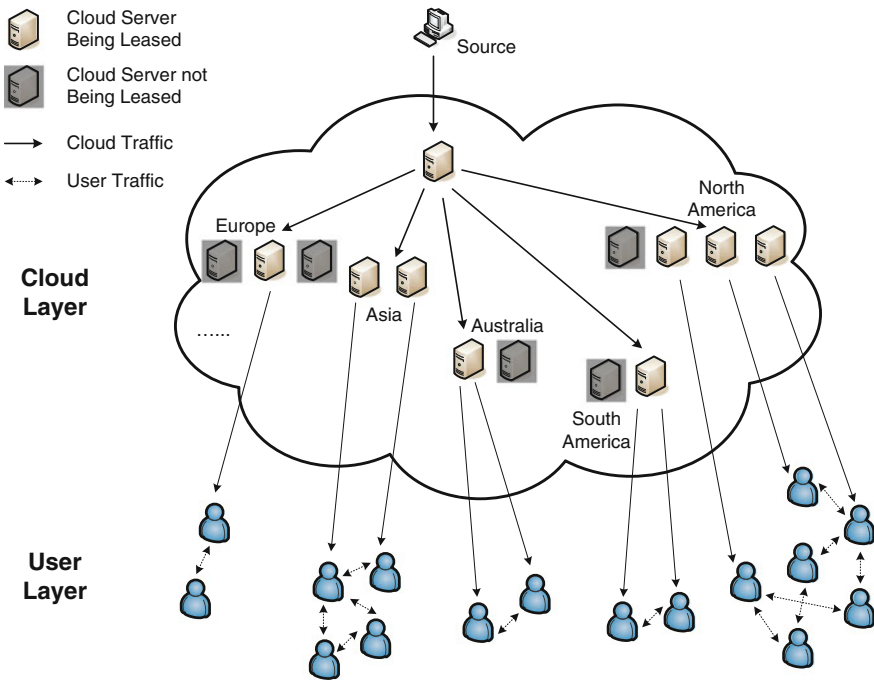 Cloud Server
Being Leased
Source
Cloud Server not
Being Leased
Cloud Traffic
User Traffic
North
America
Europe
Cloud
Layer
Asia
Australia
......
South
America
User
Layer